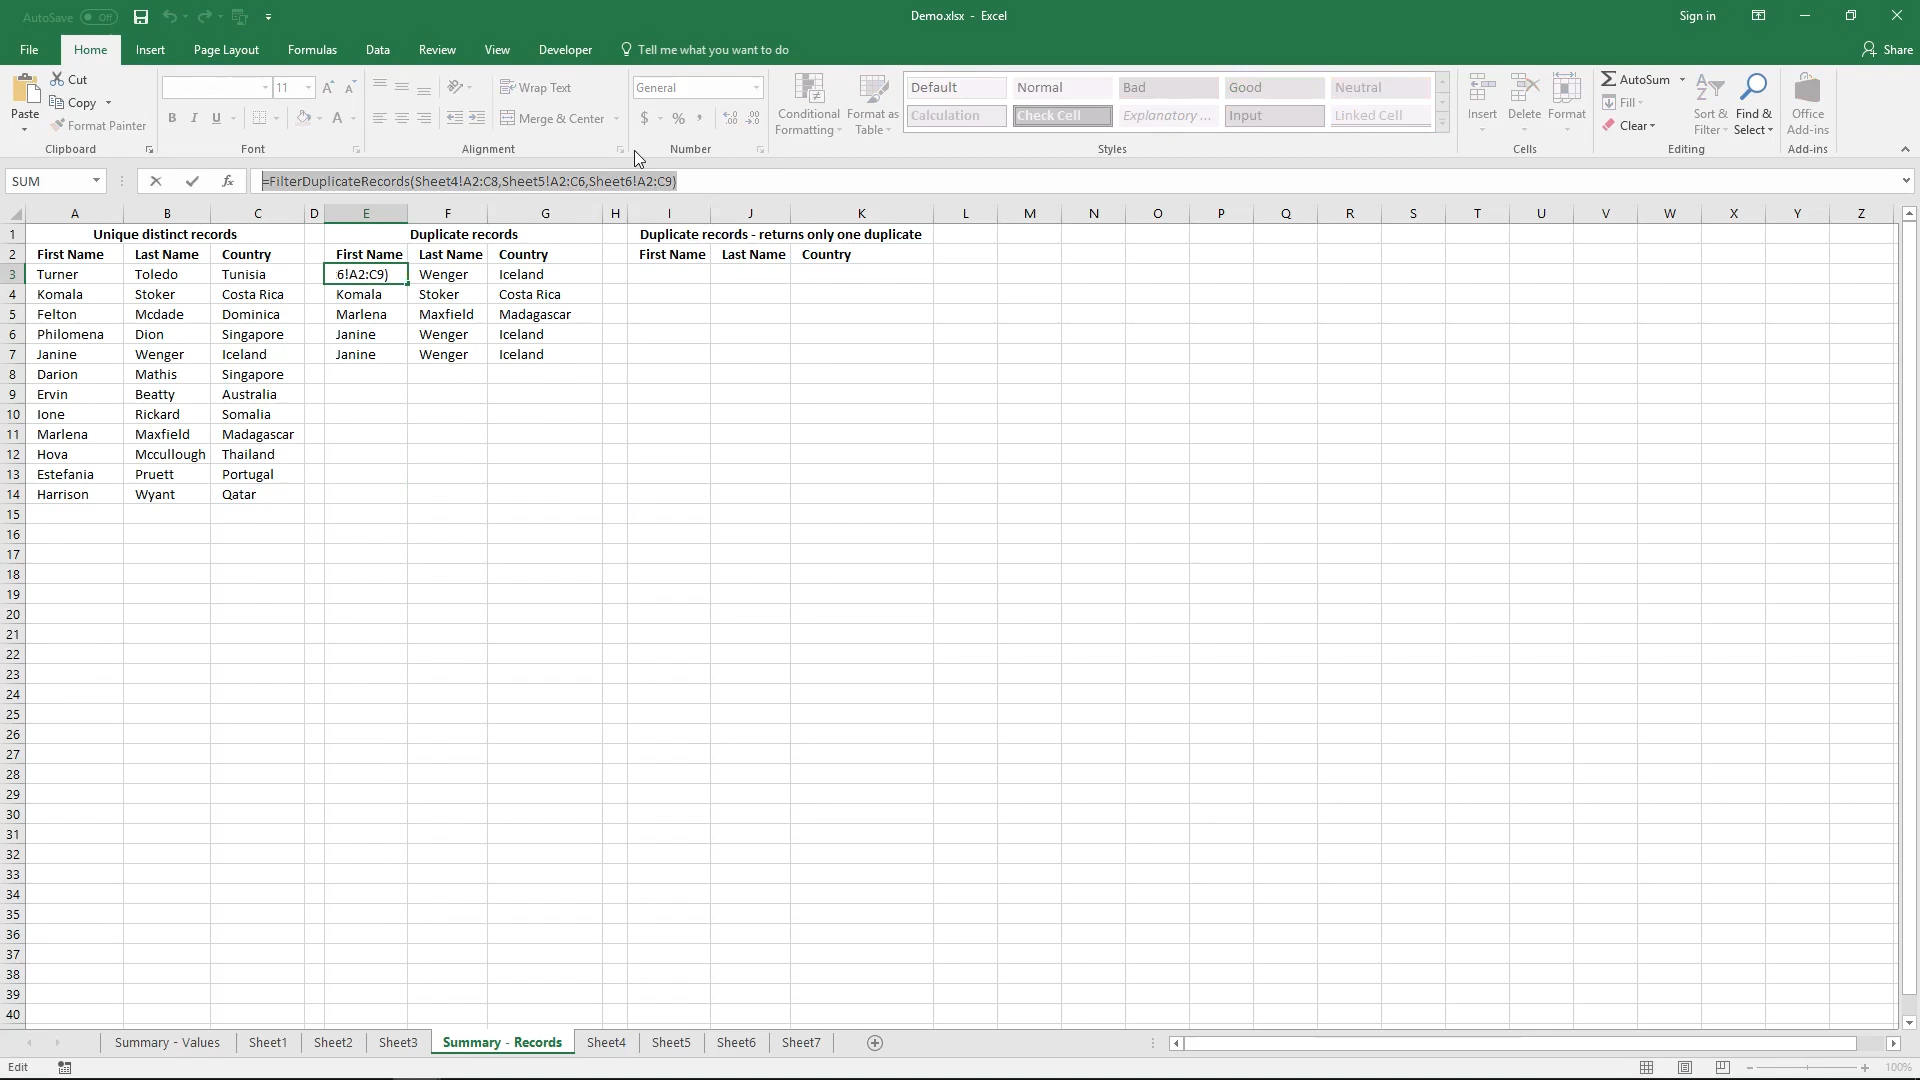 AutoSave Off
Demo.xlsx - Excel
Sign in
File Home Insert Page Layout Formulas Data Review View Developer Tell me what you want to do Share
Paste
Cut
Copy
Format Painter
Clipboard
11
B I U
A
Font
Wrap Text
Merge & Center
Alignment
General
$ % ,
Number
Conditional Formatting
Format as Table
Default Normal Bad Good Neutral
Calculation Check Cell Explanatory ... Input Linked Cell
Styles
Insert Delete Format
Cells
AutoSum
Fill
Clear
Sort & Filter
Find & Select
Editing
Office Add-ins
Add-ins
SUM fx =FilterDuplicateRecords(Sheet4!A2:C8,Sheet5!A2:C6,Sheet6!A2:C9)
A B C D E F G H I J K L M N O P Q R S T U V W X Y Z
1 Unique distinct records Duplicate records Duplicate records - returns only one duplicate
2 First Name Last Name Country First Name Last Name Country First Name Last Name Country
3 Turner Toledo Tunisia 6!A2:C9) Wenger Iceland
4 Komala Stoker Costa Rica Komala Stoker Costa Rica
5 Felton Mcdade Dominica Marlena Maxfield Madagascar
6 Philomena Dion Singapore Janine Wenger Iceland
7 Janine Wenger Iceland Janine Wenger Iceland
8 Darion Mathis Singapore
9 Ervin Beatty Australia
10 Ione Rickard Somalia
11 Marlena Maxfield Madagascar
12 Hova Mccullough Thailand
13 Estefania Pruett Portugal
14 Harrison Wyant Qatar
15
16
17
18
19
20
21
22
23
24
25
26
27
28
29
30
31
32
33
34
35
36
37
38
39
40
Summary - Values Sheet1 Sheet2 Sheet3 Summary - Records Sheet4 Sheet5 Sheet6 Sheet7
Edit
100%